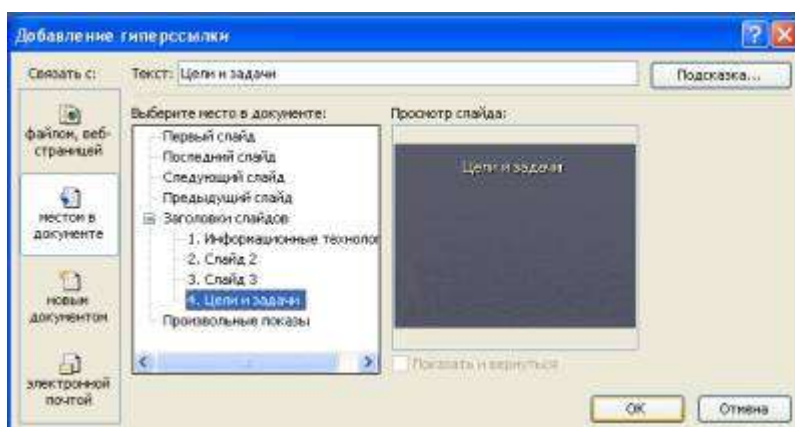 Добавление гиперссылки
Связать с:
Текст: Цели и задачи
Подсказка...
файлом, веб-
страницей
местом в
документе
новым
документом
электронной
почтой
Выберите место в документе:
Первый слайд
Последний слайд
Следующий слайд
Предыдущий слайд
Заголовки слайдов
1. Информационные технолог
2. Слайд 2
3. Слайд 3
4. Цели и задачи
Произвольные показы
Просмотр слайда:
Цели и задачи
Показать и вернуться
ОК
Отмена